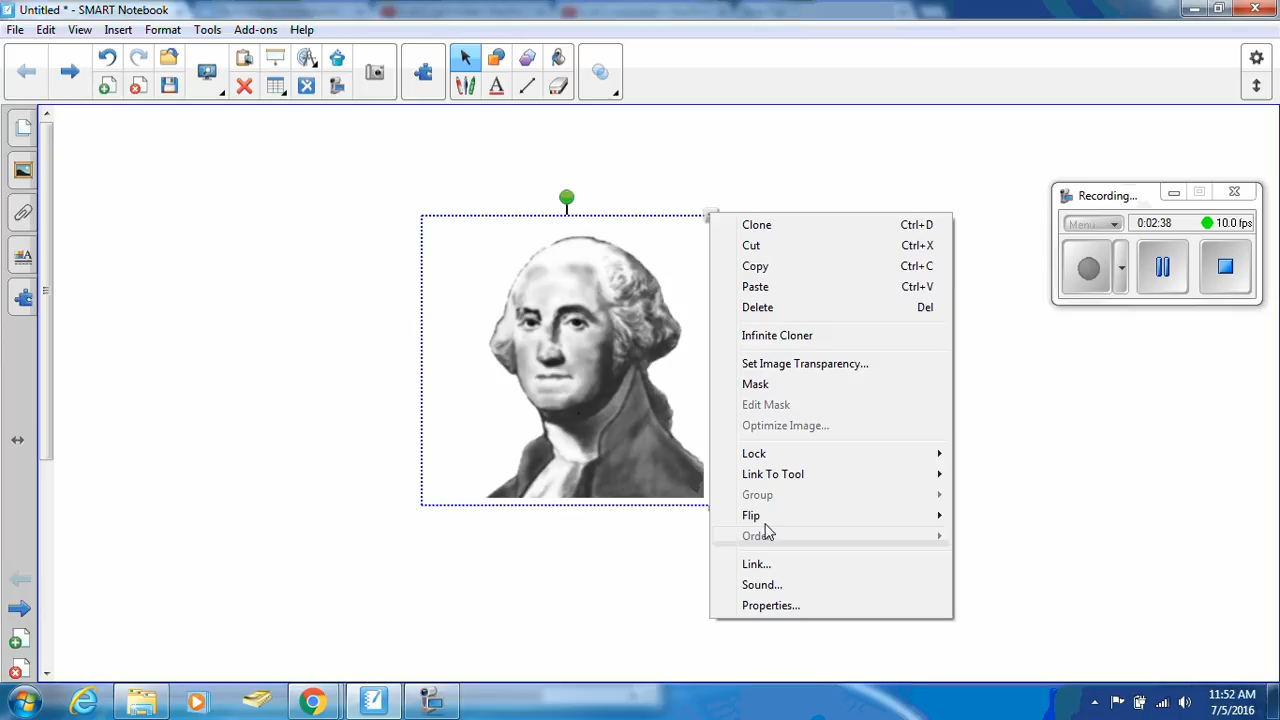 Untitled * - SMART Notebook
File Edit View Insert Format Tools Add-ons Help
Recording...
Menu 0:02:38 10.0 fps
Clone Ctrl+D
Cut Ctrl+X
Copy Ctrl+C
Paste Ctrl+V
Delete Del
Infinite Cloner
Set Image Transparency...
Mask
Edit Mask
Optimize Image...
Lock
Link To Tool
Group
Flip
Order
Link...
Sound...
Properties...
11:52 AM
7/5/2016